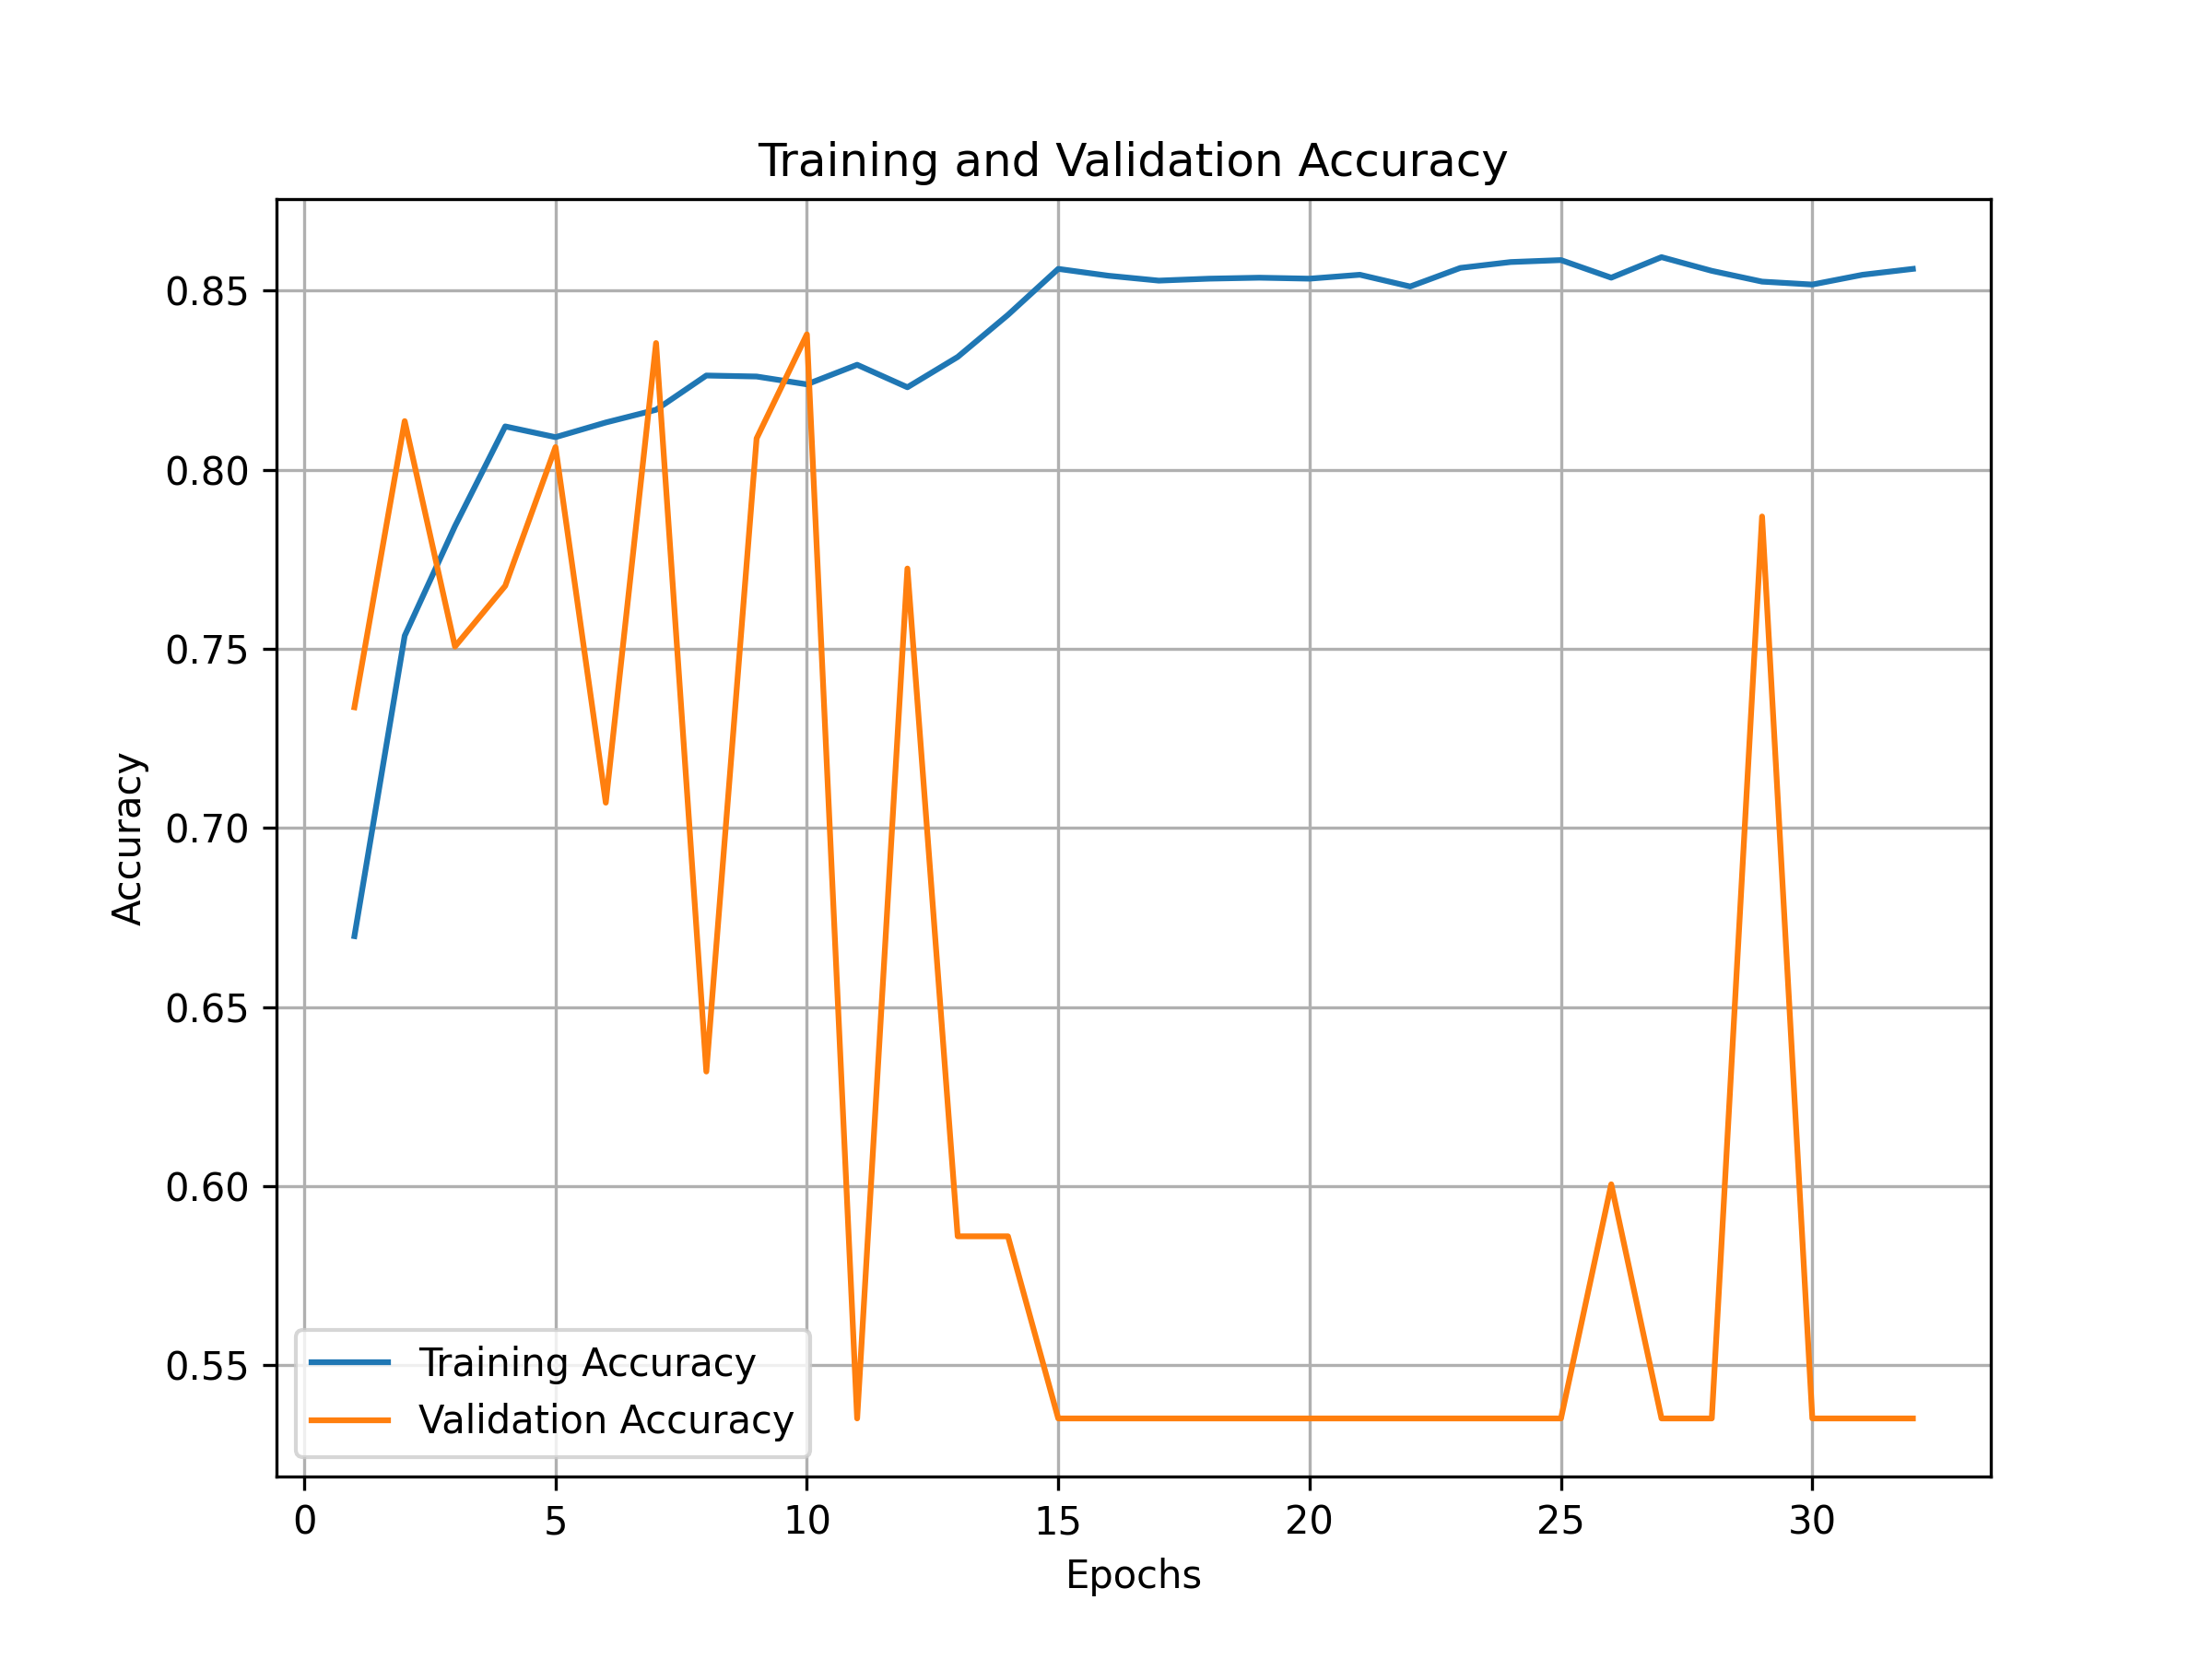 Training and Validation Accuracy
Accuracy
0.85
0.80
0.75
0.70
0.65
0.60
0.55
Training Accuracy
Validation Accuracy
0 5 10 15 20 25 30
Epochs